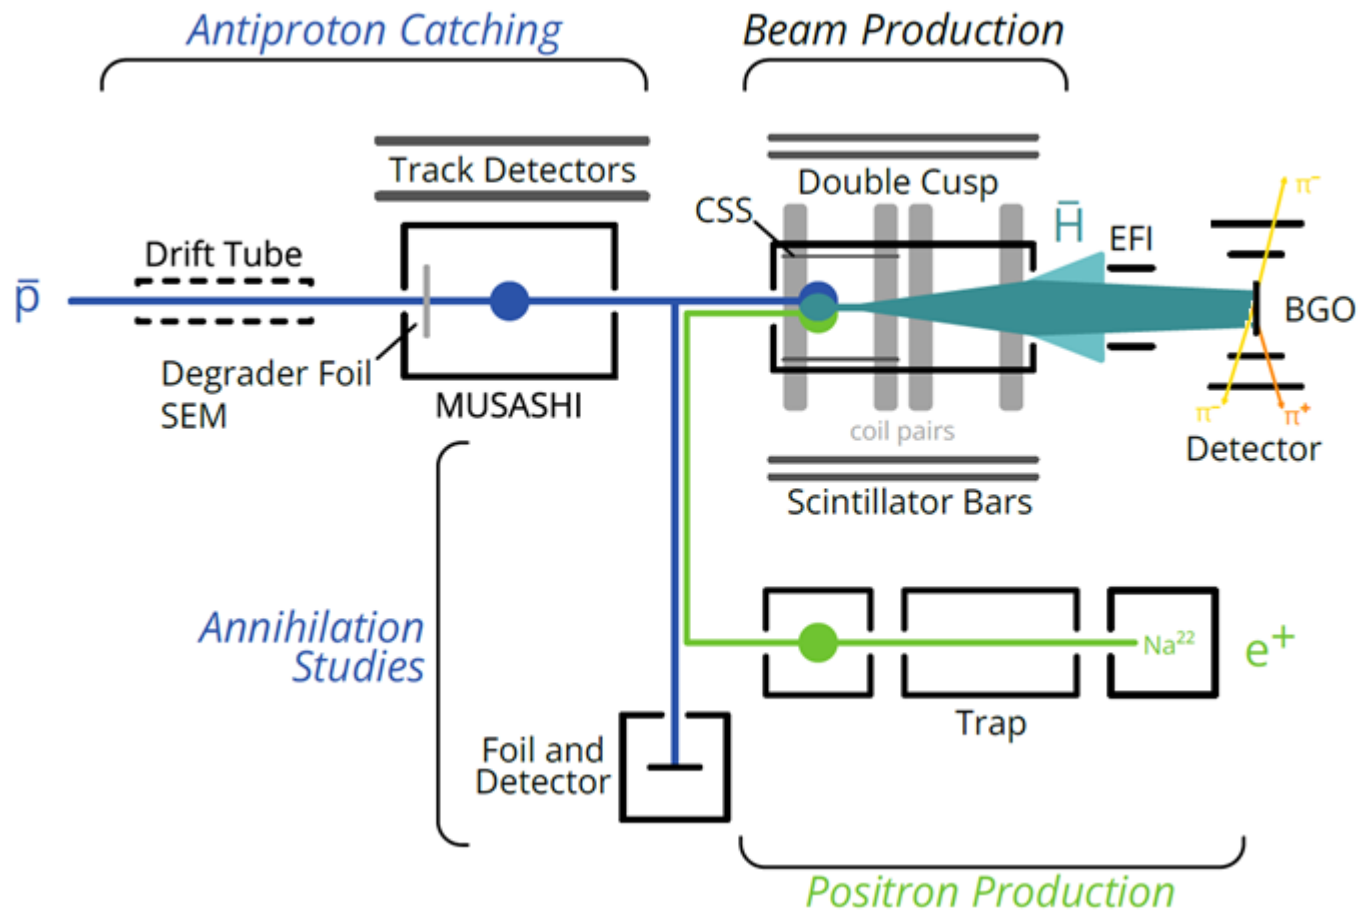 Antiproton Catching
Beam Production
Track Detectors
Double Cusp
π⁻
CSS
H̄
EFI
Drift Tube
p̄
BGO
Degrader Foil
SEM
MUSASHI
π⁻
π⁺
coil pairs
Detector
Scintillator Bars
Annihilation
Studies
Na²²
e⁺
Trap
Foil and
Detector
Positron Production